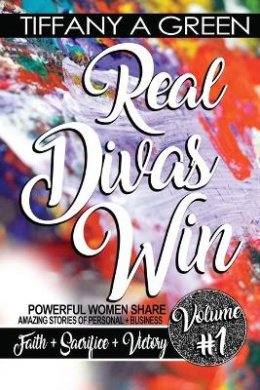 TIFFANY A GREEN
Real
Divas
Win
POWERFUL WOMEN SHARE
AMAZING STORIES OF PERSONAL + BUSINESS
Faith + Sacrifice + Victory
Volume
#1